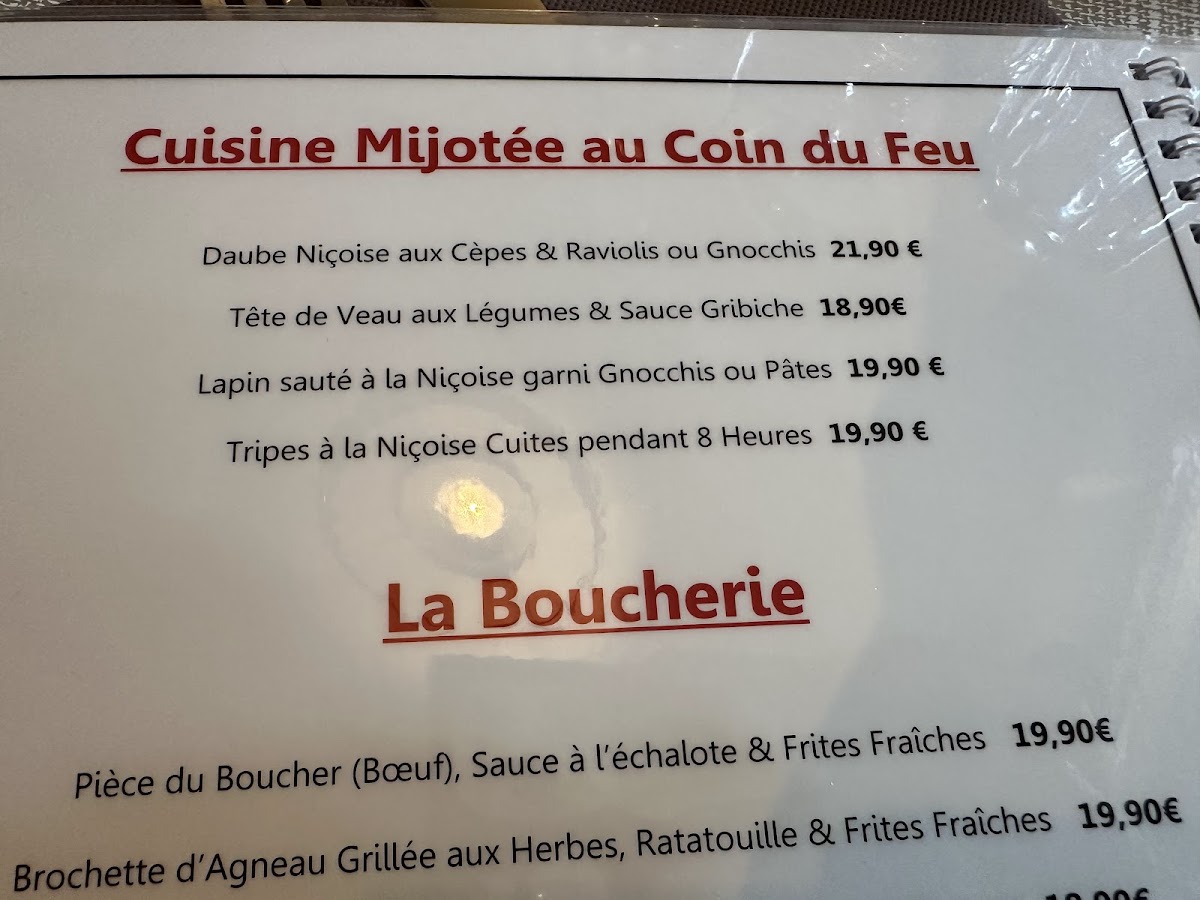 Cuisine Mijotée au Coin du Feu
Daube Niçoise aux Cèpes & Raviolis ou Gnocchis 21,90 €
Tête de Veau aux Légumes & Sauce Gribiche 18,90€
Lapin sauté à la Niçoise garni Gnocchis ou Pâtes 19,90 €
Tripes à la Niçoise Cuites pendant 8 Heures 19,90 €
La Boucherie
Pièce du Boucher (Bœuf), Sauce à l'échalote & Frites Fraîches 19,90€
Brochette d'Agneau Grillée aux Herbes, Ratatouille & Frites Fraîches 19,90€